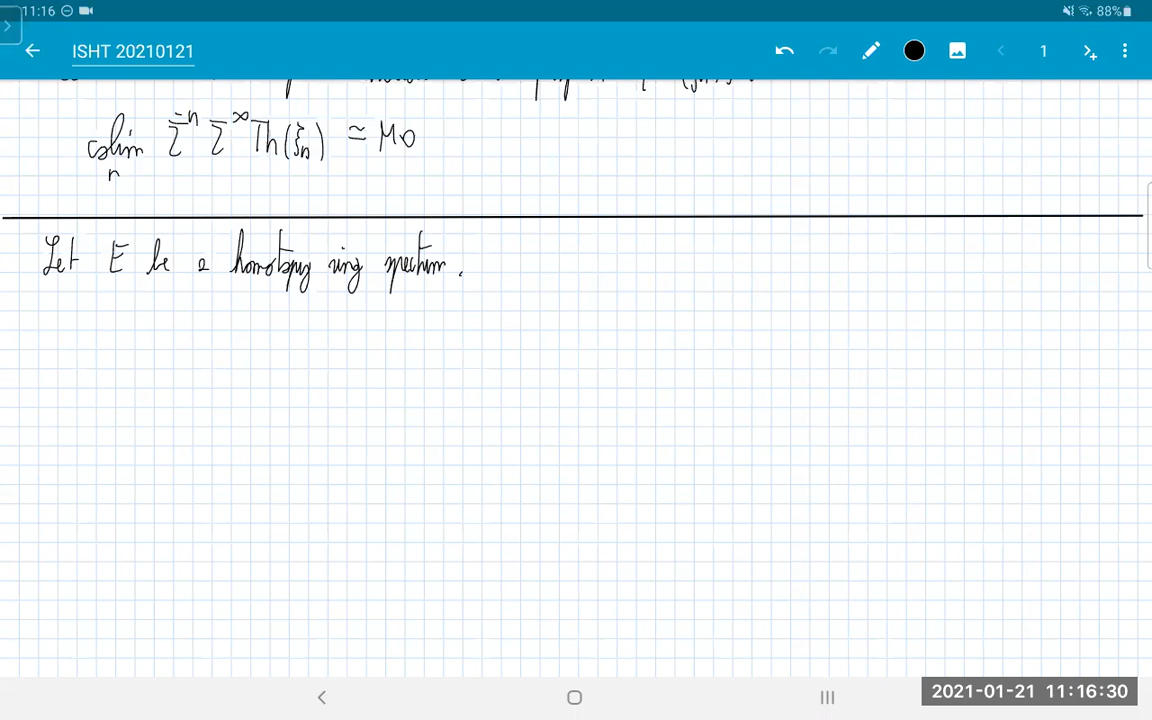 11:16 88%
ISHT 20210121 1
colim Σ⁻ⁿ Σ^∞ Th(ξₙ) ≃ MO
n
Let E be a homotopy ring spectrum.
2021-01-21 11:16:30